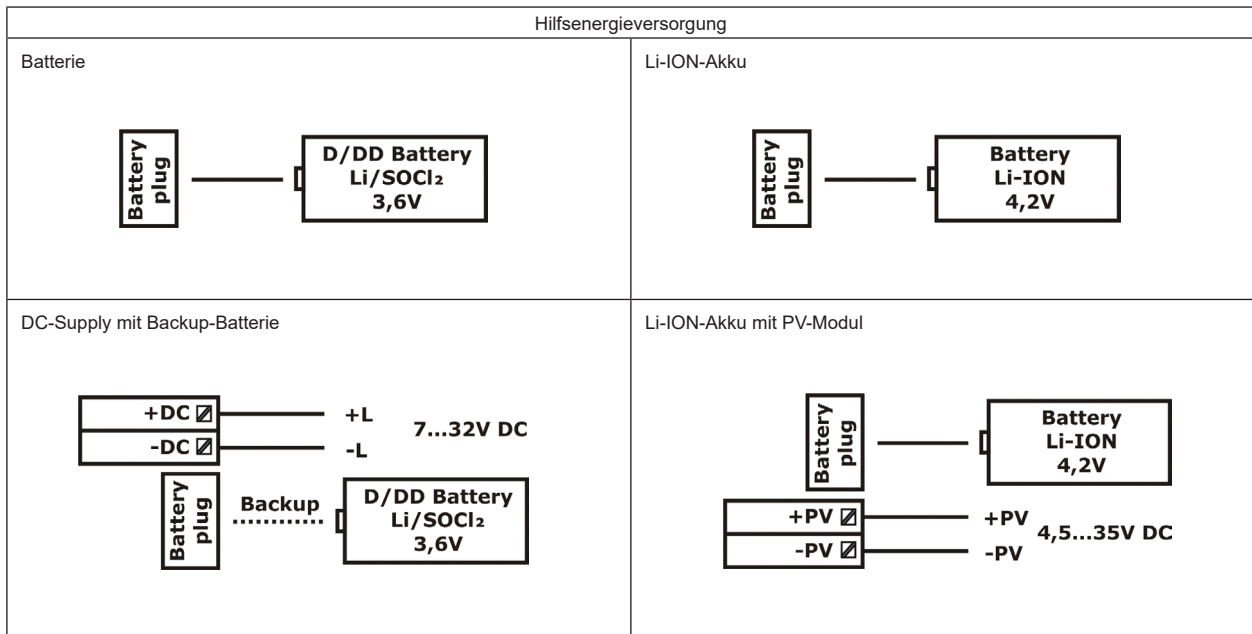 Hilfsenergieversorgung
Batterie
Battery
plug
D/DD Battery
Li/SOCl₂
3,6V
Li-ION-Akku
Battery
plug
Battery
Li-ION
4,2V
DC-Supply mit Backup-Batterie
+DC
+L
-DC
-L
7...32V DC
Battery
plug
Backup
D/DD Battery
Li/SOCl₂
3,6V
Li-ION-Akku mit PV-Modul
Battery
plug
Battery
Li-ION
4,2V
+PV
+PV
-PV
-PV
4,5...35V DC